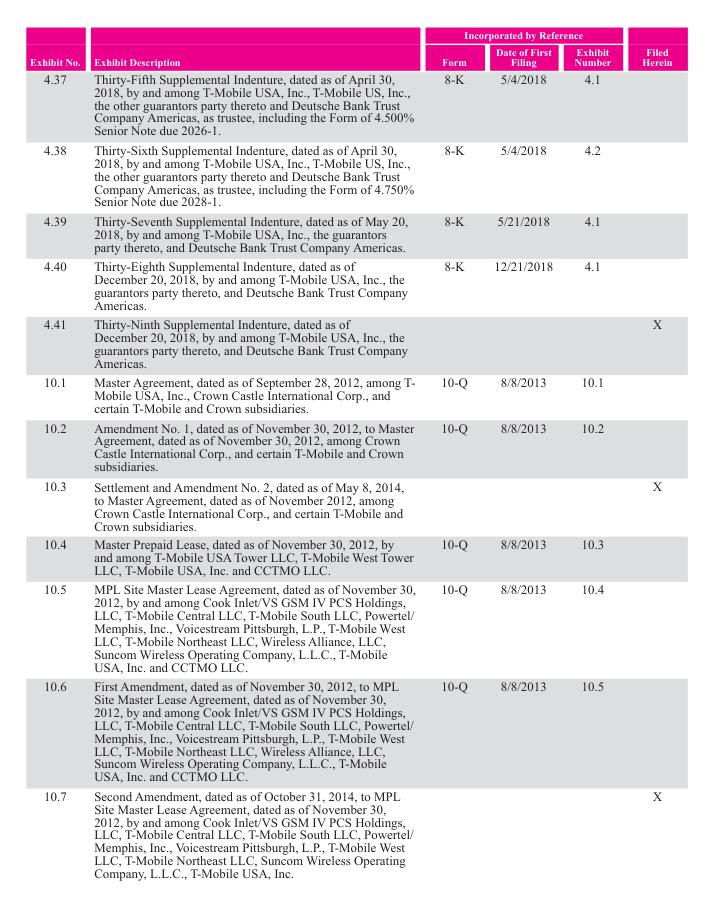 Incorporated by Reference
Exhibit No. Exhibit Description Form Date of First Filing Exhibit Number Filed Herein
4.37 Thirty-Fifth Supplemental Indenture, dated as of April 30, 8-K 5/4/2018 4.1
2018, by and among T-Mobile USA, Inc., T-Mobile US, Inc.,
the other guarantors party thereto and Deutsche Bank Trust
Company Americas, as trustee, including the Form of 4.500%
Senior Note due 2026-1.
4.38 Thirty-Sixth Supplemental Indenture, dated as of April 30, 8-K 5/4/2018 4.2
2018, by and among T-Mobile USA, Inc., T-Mobile US, Inc.,
the other guarantors party thereto and Deutsche Bank Trust
Company Americas, as trustee, including the Form of 4.750%
Senior Note due 2028-1.
4.39 Thirty-Seventh Supplemental Indenture, dated as of May 20, 8-K 5/21/2018 4.1
2018, by and among T-Mobile USA, Inc., the guarantors
party thereto, and Deutsche Bank Trust Company Americas.
4.40 Thirty-Eighth Supplemental Indenture, dated as of 8-K 12/21/2018 4.1
December 20, 2018, by and among T-Mobile USA, Inc., the
guarantors party thereto, and Deutsche Bank Trust Company
Americas.
4.41 Thirty-Ninth Supplemental Indenture, dated as of X
December 20, 2018, by and among T-Mobile USA, Inc., the
guarantors party thereto, and Deutsche Bank Trust Company
Americas.
10.1 Master Agreement, dated as of September 28, 2012, among T- 10-Q 8/8/2013 10.1
Mobile USA, Inc., Crown Castle International Corp., and
certain T-Mobile and Crown subsidiaries.
10.2 Amendment No. 1, dated as of November 30, 2012, to Master 10-Q 8/8/2013 10.2
Agreement, dated as of November 30, 2012, among Crown
Castle International Corp., and certain T-Mobile and Crown
subsidiaries.
10.3 Settlement and Amendment No. 2, dated as of May 8, 2014, X
to Master Agreement, dated as of November 2012, among
Crown Castle International Corp., and certain T-Mobile and
Crown subsidiaries.
10.4 Master Prepaid Lease, dated as of November 30, 2012, by 10-Q 8/8/2013 10.3
and among T-Mobile USA Tower LLC, T-Mobile West Tower
LLC, T-Mobile USA, Inc. and CCTMO LLC.
10.5 MPL Site Master Lease Agreement, dated as of November 30, 10-Q 8/8/2013 10.4
2012, by and among Cook Inlet/VS GSM IV PCS Holdings,
LLC, T-Mobile Central LLC, T-Mobile South LLC, Powertel/
Memphis, Inc., Voicestream Pittsburgh, L.P., T-Mobile West
LLC, T-Mobile Northeast LLC, Wireless Alliance, LLC,
Suncom Wireless Operating Company, L.L.C., T-Mobile
USA, Inc. and CCTMO LLC.
10.6 First Amendment, dated as of November 30, 2012, to MPL 10-Q 8/8/2013 10.5
Site Master Lease Agreement, dated as of November 30,
2012, by and among Cook Inlet/VS GSM IV PCS Holdings,
LLC, T-Mobile Central LLC, T-Mobile South LLC, Powertel/
Memphis, Inc., Voicestream Pittsburgh, L.P., T-Mobile West
LLC, T-Mobile Northeast LLC, Wireless Alliance, LLC,
Suncom Wireless Operating Company, L.L.C., T-Mobile
USA, Inc. and CCTMO LLC.
10.7 Second Amendment, dated as of October 31, 2014, to MPL X
Site Master Lease Agreement, dated as of November 30,
2012, by and among Cook Inlet/VS GSM IV PCS Holdings,
LLC, T-Mobile Central LLC, T-Mobile South LLC, Powertel/
Memphis, Inc., Voicestream Pittsburgh, L.P., T-Mobile West
LLC, T-Mobile Northeast LLC, Suncom Wireless Operating
Company, L.L.C., T-Mobile USA, Inc.